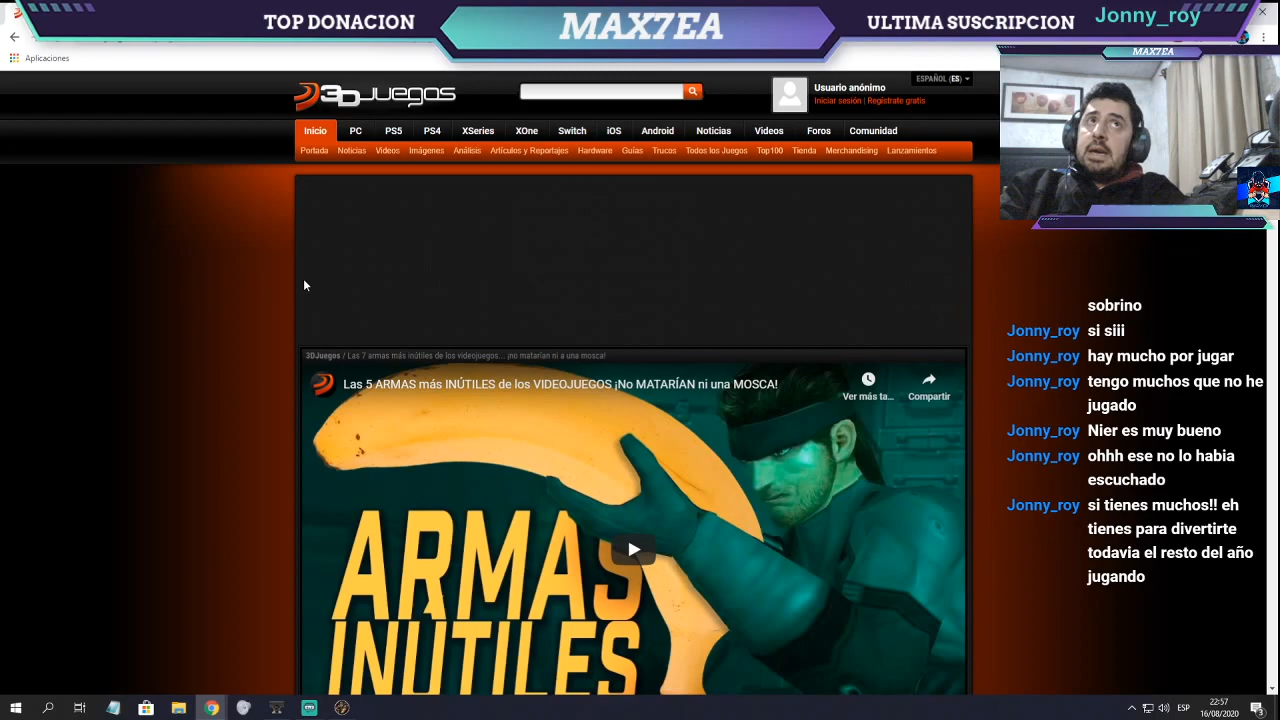 TOP DONACION
MAX7EA
ULTIMA SUSCRIPCION
Jonny_roy
Aplicaciones
MAX7EA
3DJUEGOS
Usuario anónimo
Iniciar sesión | Regístrate gratis
ESPAÑOL (ES)
Inicio PC PS5 PS4 XSeries XOne Switch iOS Android Noticias Videos Foros Comunidad
Portada Noticias Videos Imágenes Análisis Artículos y Reportajes Hardware Guías Trucos Todos los Juegos Top100 Tienda Merchandising Lanzamientos
3DJuegos / Las 7 armas más inútiles de los videojuegos... ¡no matarían ni a una mosca!
Las 5 ARMAS más INÚTILES de los VIDEOJUEGOS ¡No MATARÍAN ni una MOSCA!
Ver más ta...
Compartir
ARMAS
INÚTILES
sobrino
Jonny_roy si siii
Jonny_roy hay mucho por jugar
Jonny_roy tengo muchos que no he
jugado
Jonny_roy Nier es muy bueno
Jonny_roy ohhh ese no lo habia
escuchado
Jonny_roy si tienes muchos!! eh
tienes para divertirte
todavia el resto del año
jugando
ESP
22:57
16/08/2020
3